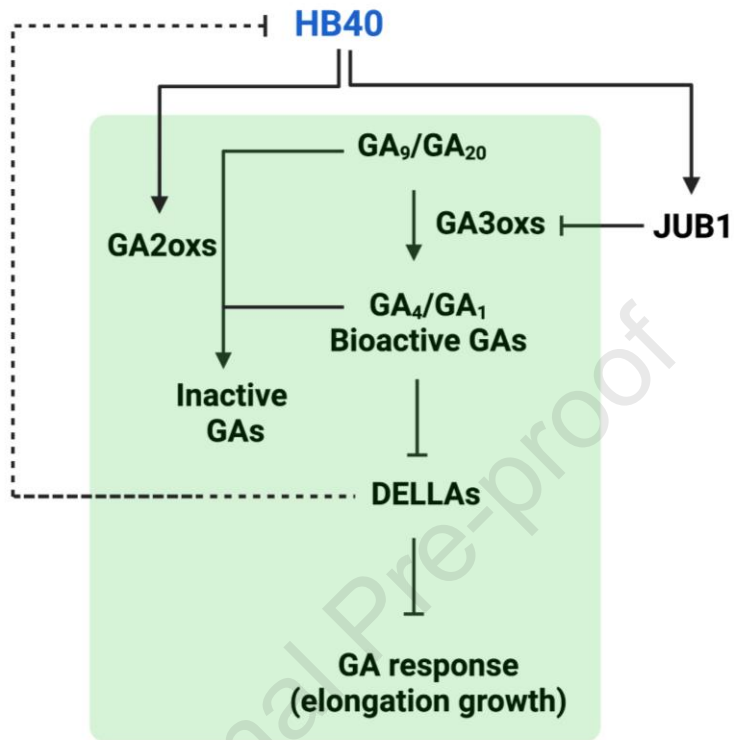 HB40
GA₉/GA₂₀
GA2oxs
GA3oxs
JUB1
GA₄/GA₁
Bioactive GAs
Inactive
GAs
DELLAs
GA response
(elongation growth)
nal Pre-proof